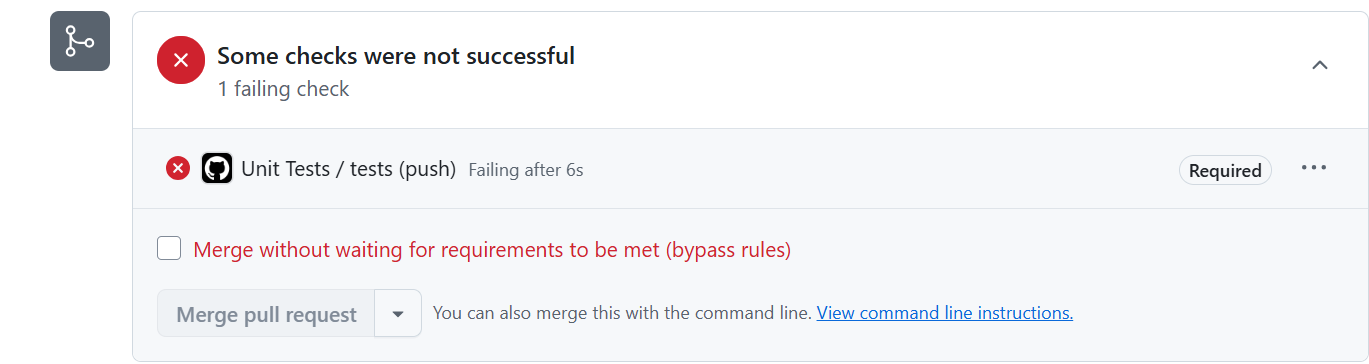 Some checks were not successful
1 failing check
Unit Tests / tests (push) Failing after 6s Required
Merge without waiting for requirements to be met (bypass rules)
Merge pull request You can also merge this with the command line. View command line instructions.